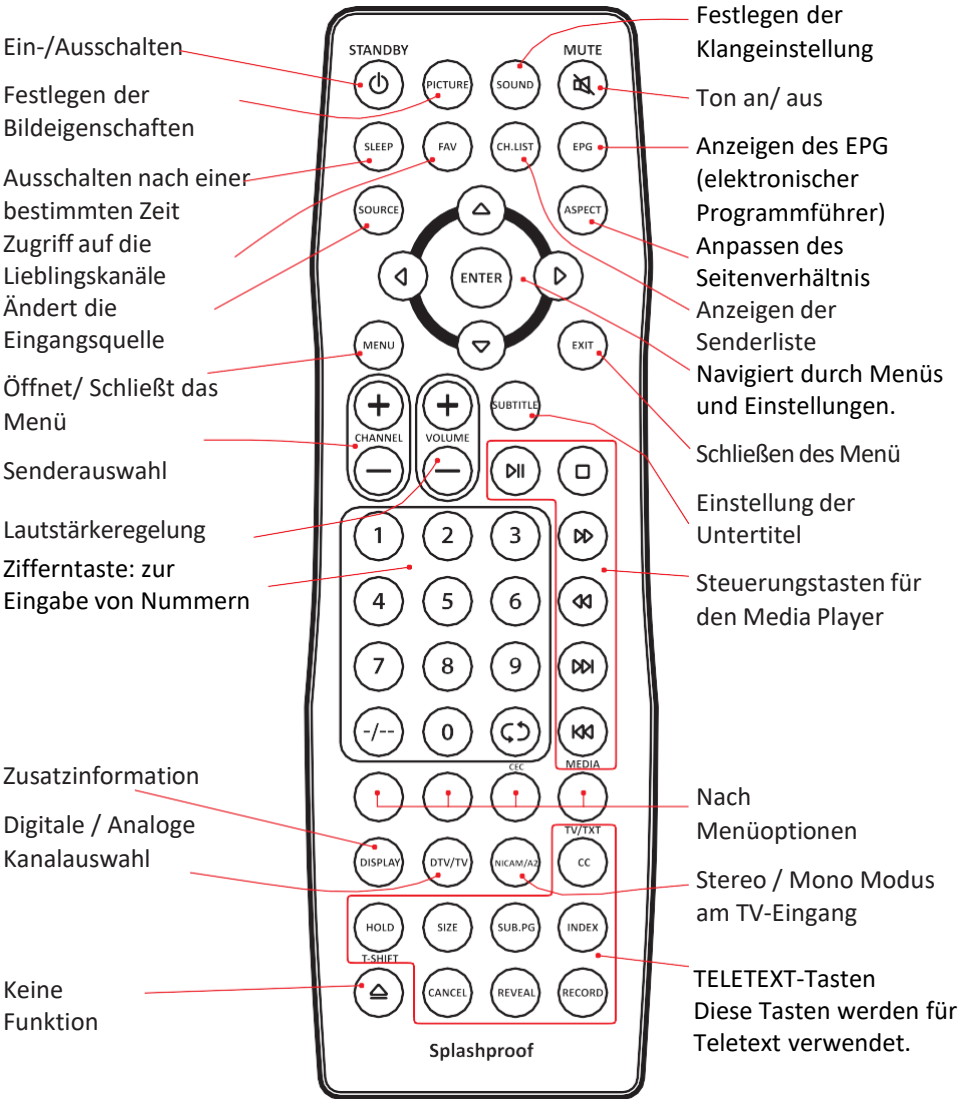 Ein-/Ausschalten
Festlegen der
Bildeigenschaften
Ausschalten nach einer
bestimmten Zeit
Zugriff auf die
Lieblingskanäle
Ändert die
Eingangsquelle
Öffnet/ Schließt das
Menü
Senderauswahl
Lautstärkeregelung
Zifferntaste: zur
Eingabe von Nummern
Zusatzinformation
Digitale / Analoge
Kanalauswahl
Keine
Funktion
STANDBY
MUTE
PICTURE
SOUND
SLEEP
FAV
CH.LIST
EPG
SOURCE
ASPECT
ENTER
MENU
EXIT
CHANNEL
VOLUME
SUBTITLE
1
2
3
4
5
6
7
8
9
-/--
0
CEC
MEDIA
TV/TXT
DISPLAY
DTV/TV
NICAM/A2
CC
HOLD
SIZE
SUB.PG
INDEX
T-SHIFT
CANCEL
REVEAL
RECORD
Splashproof
Festlegen der
Klangeinstellung
Ton an/ aus
Anzeigen des EPG
(elektronischer
Programmführer)
Anpassen des
Seitenverhältnis
Anzeigen der
Senderliste
Navigiert durch Menüs
und Einstellungen.
Schließen des Menü
Einstellung der
Untertitel
Steuerungstasten für
den Media Player
Nach
Menüoptionen
Stereo / Mono Modus
am TV-Eingang
TELETEXT-Tasten
Diese Tasten werden für
Teletext verwendet.